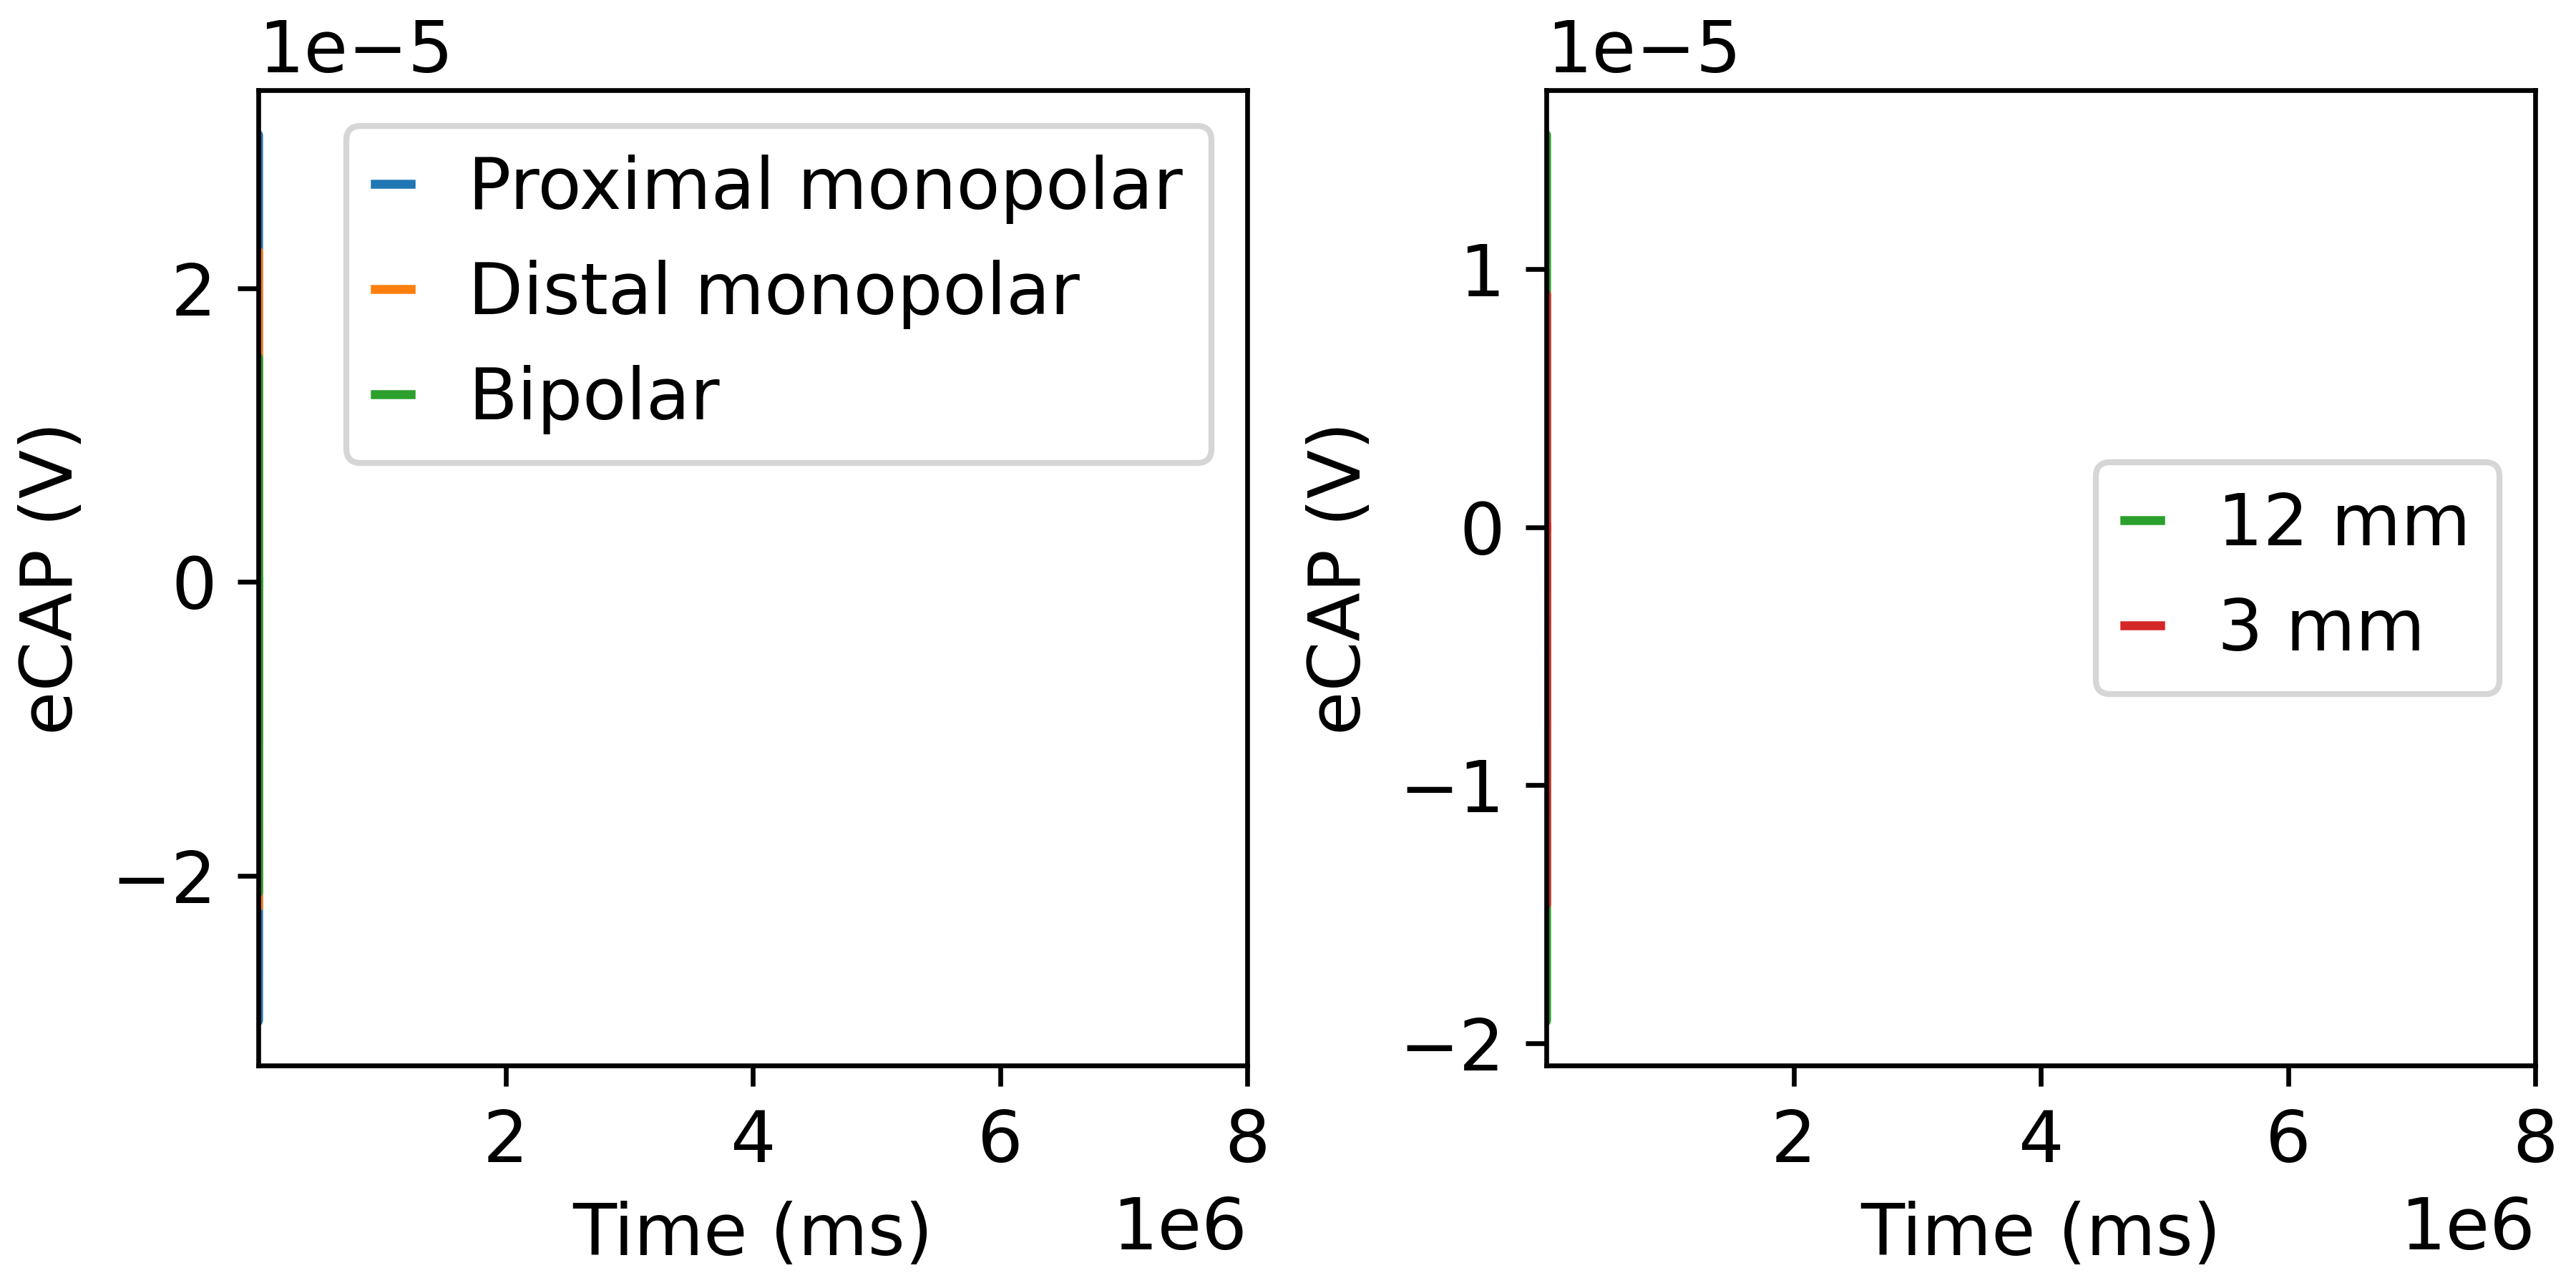 1e−5
Proximal monopolar
Distal monopolar
Bipolar
2
0
−2
eCAP (V)
2 4 6 8
Time (ms)
1e6
1e−5
12 mm
3 mm
1
0
−1
−2
eCAP (V)
2 4 6 8
Time (ms)
1e6